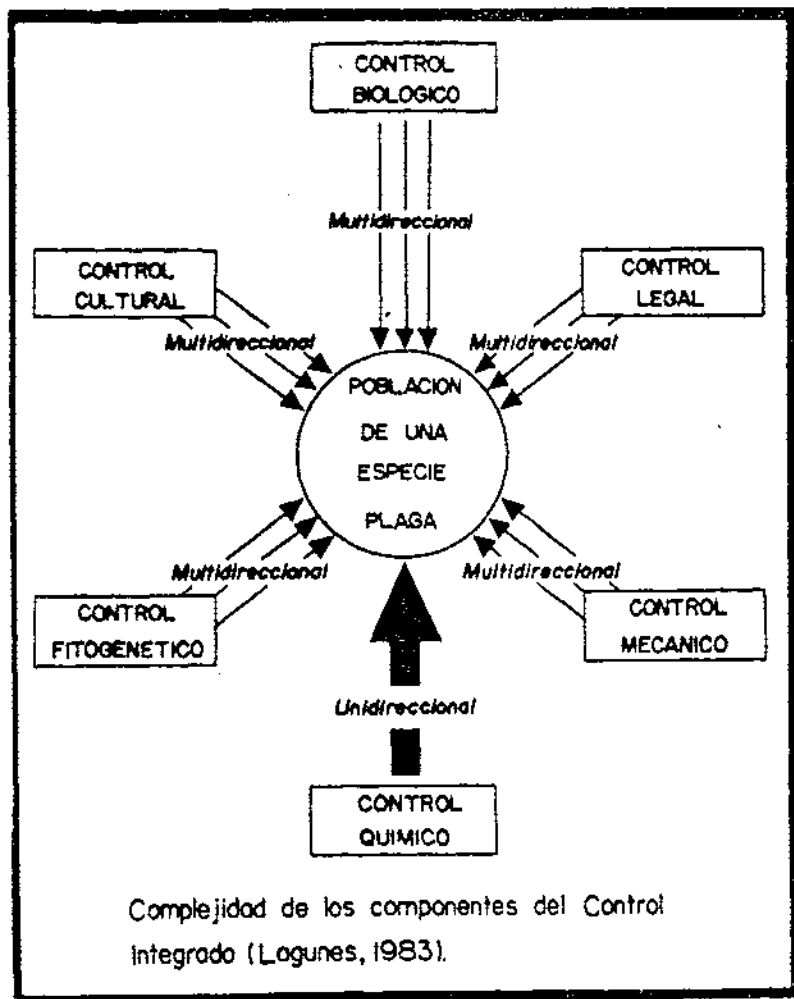 CONTROL
BIOLOGICO
Multidireccional
CONTROL
CULTURAL
Multidireccional
CONTROL
LEGAL
Multidireccional
POBLACION
DE UNA
ESPECIE
PLAGA
Multidireccional
CONTROL
FITOGENETICO
Multidireccional
CONTROL
MECANICO
Unidireccional
CONTROL
QUIMICO
Complejidad de los componentes del Control
Integrado (Lagunes, 1983).